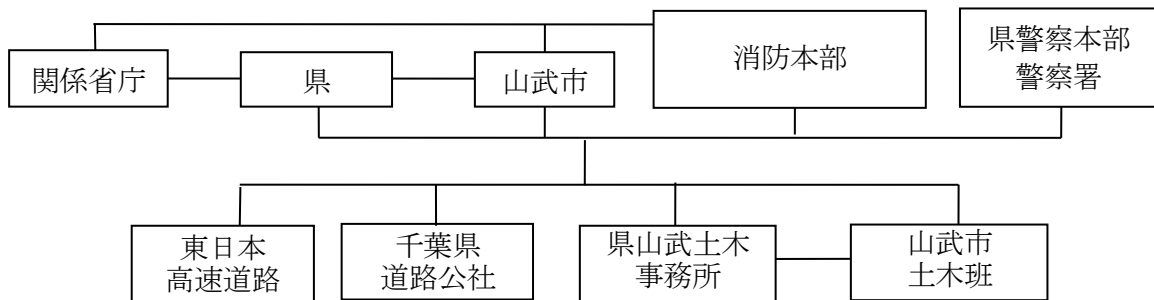 関係省庁
県
山武市
消防本部
県警察本部
警察署
東日本
高速道路
千葉県
道路公社
県山武土木
事務所
山武市
土木班